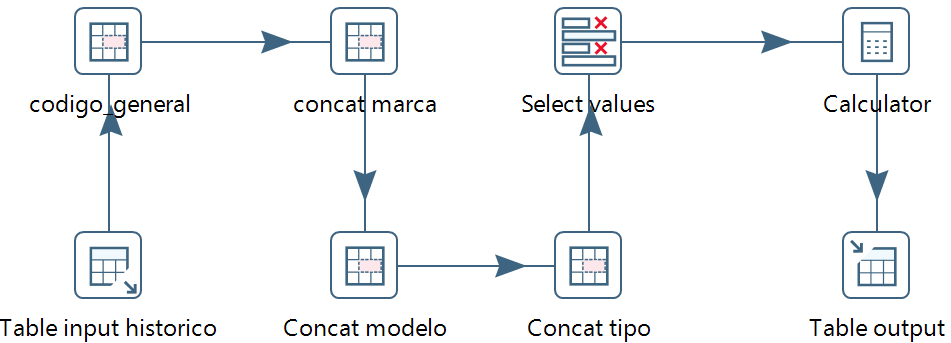 codigo_general
concat marca
Select values
Calculator
Table input historico
Concat modelo
Concat tipo
Table output